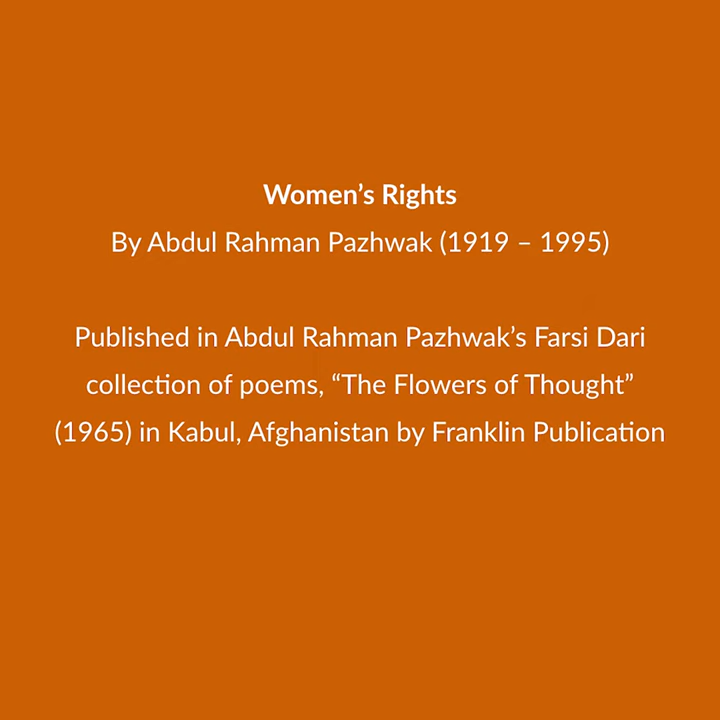 Women’s Rights
By Abdul Rahman Pazhwak (1919 – 1995)
Published in Abdul Rahman Pazhwak’s Farsi Dari
collection of poems, “The Flowers of Thought”
(1965) in Kabul, Afghanistan by Franklin Publication